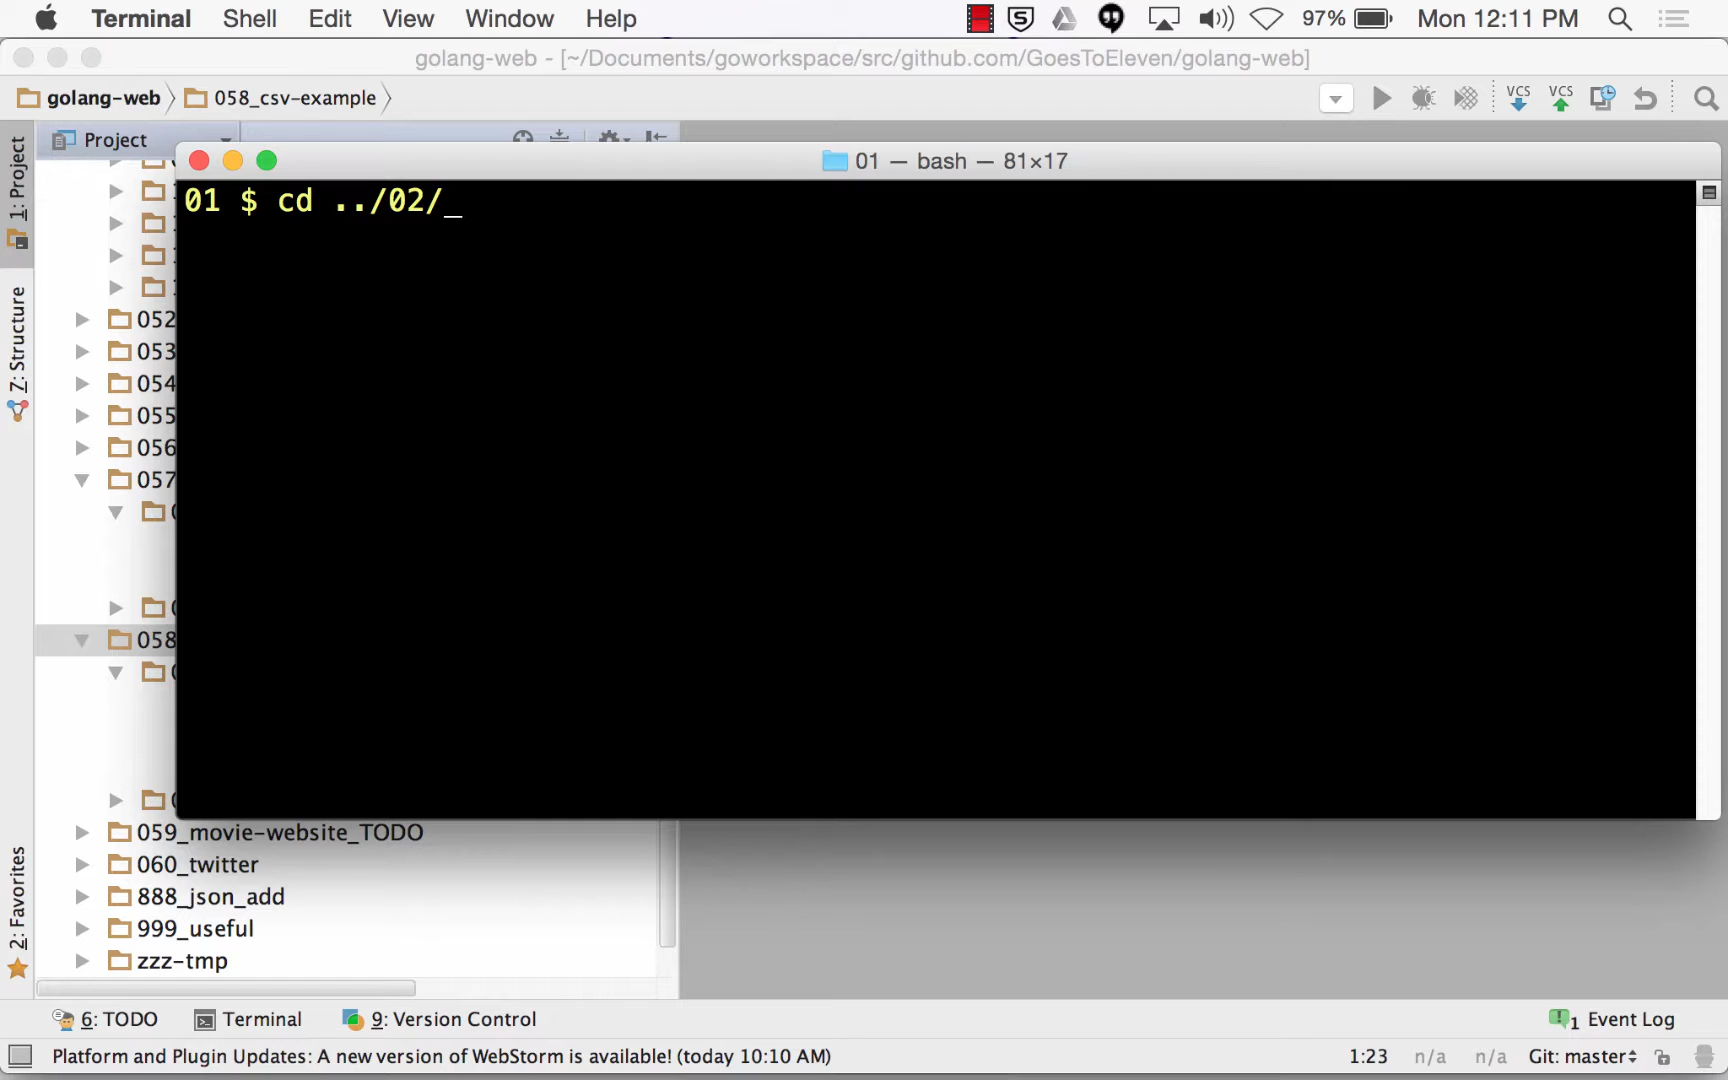 Terminal Shell Edit View Window Help 97% Mon 12:11 PM
golang-web - [~/Documents/goworkspace/src/github.com/GoesToEleven/golang-web]
golang-web 058_csv-example VCS VCS
1: Project
Project
01 — bash — 81×17
01 $ cd ../02/_
7: Structure
052
053
054
055
056
057
058
059_movie-website_TODO
060_twitter
888_json_add
999_useful
zzz-tmp
2: Favorites
6: TODO Terminal 9: Version Control 1 Event Log
Platform and Plugin Updates: A new version of WebStorm is available! (today 10:10 AM) 1:23 n/a n/a Git: master